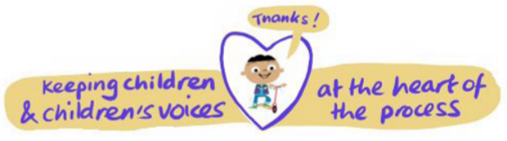 Thanks!
Keeping children
& children's voices
at the heart of
the process